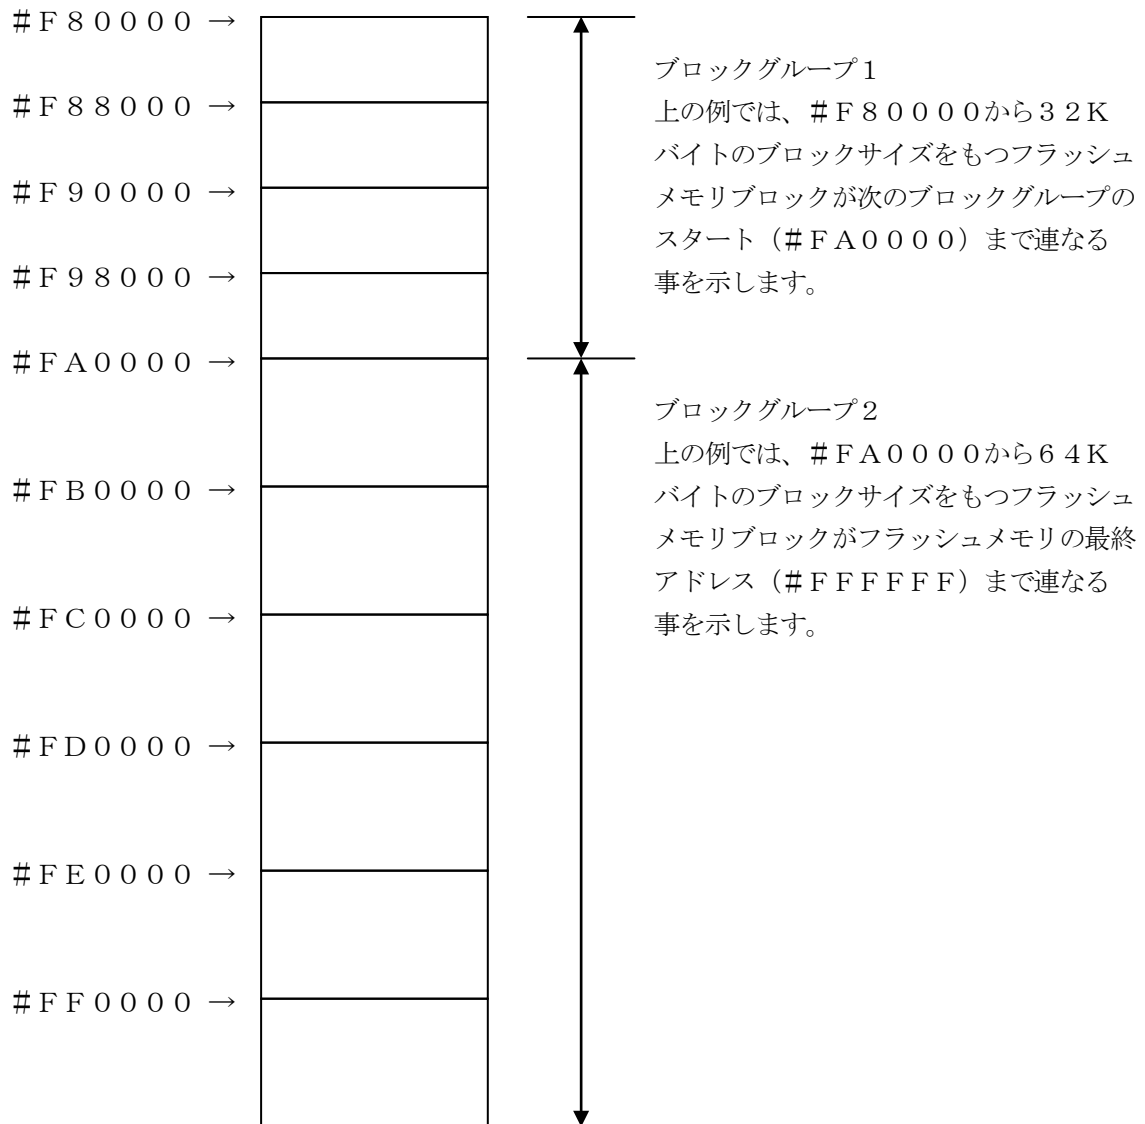 ＃Ｆ８００００ →
＃Ｆ８８０００ →
＃Ｆ９００００ →
＃Ｆ９８０００ →
＃ＦＡ００００ →
＃ＦＢ００００ →
＃ＦＣ００００ →
＃ＦＤ００００ →
＃ＦＥ００００ →
＃ＦＦ００００ →
ブロックグループ１
上の例では、＃Ｆ８００００から３２Ｋ
バイトのブロックサイズをもつフラッシュ
メモリブロックが次のブロックグループの
スタート（＃ＦＡ００００）まで連なる
事を示します。
ブロックグループ２
上の例では、＃ＦＡ００００から６４Ｋ
バイトのブロックサイズをもつフラッシュ
メモリブロックがフラッシュメモリの最終
アドレス（＃ＦＦＦＦＦＦ）まで連なる
事を示します。